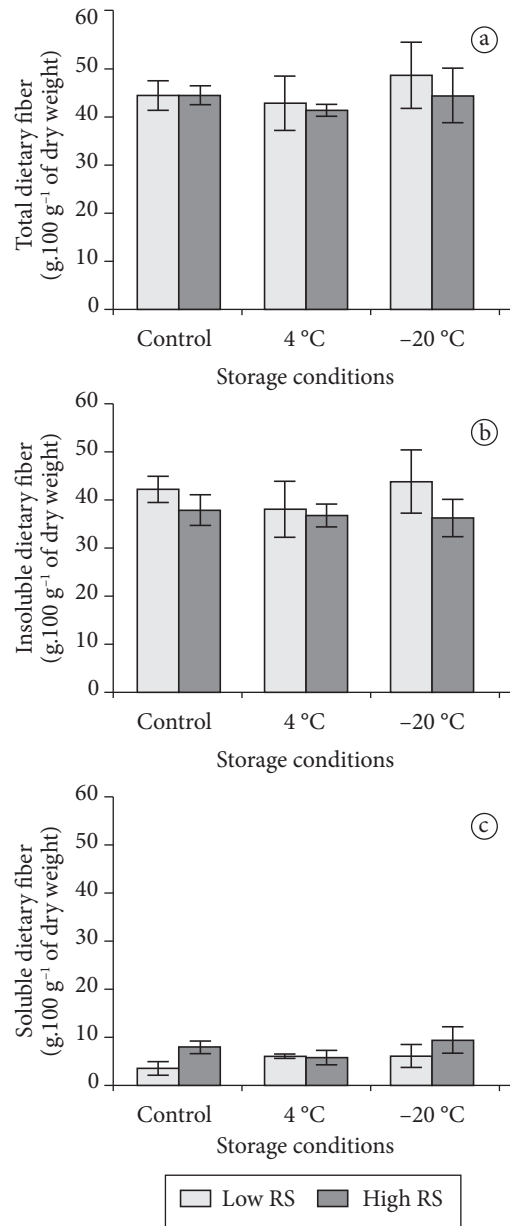 Total dietary fiber
(g.100 g⁻¹ of dry weight)
60
50
40
30
20
10
0
ⓐ
Control
4 °C
–20 °C
Storage conditions
Insoluble dietary fiber
(g.100 g⁻¹ of dry weight)
60
50
40
30
20
10
0
ⓑ
Control
4 °C
–20 °C
Storage conditions
Soluble dietary fiber
(g.100 g⁻¹ of dry weight)
60
50
40
30
20
10
0
ⓒ
Control
4 °C
–20 °C
Storage conditions
Low RS
High RS